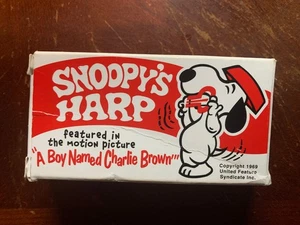 SNOOPY'S
HARP
featured in
the motion picture
"A Boy Named Charlie Brown"
Copyright 1969
United Feature
Syndicate Inc.